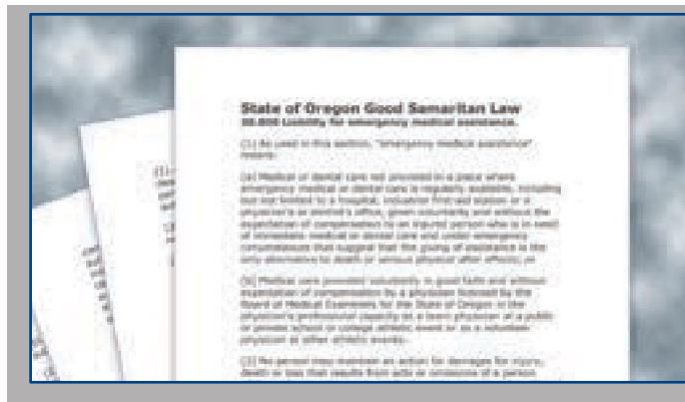 State of Oregon Good Samaritan Law
30.800 Liability for emergency medical assistance.
(1) As used in this section, "emergency medical assistance"
means:
(a) Medical or dental care not provided in a place where
emergency medical or dental care is regularly available, including
but not limited to a hospital, industrial first-aid station or a
physician's or dentist's office, given voluntarily and without the
expectation of compensation to an injured person who is in need
of immediate medical or dental care and under emergency
circumstances that suggest that the giving of assistance is the
only alternative to death or serious physical after effects; or
(b) Medical care provided voluntarily in good faith and without
expectation of compensation by a physician licensed by the
Board of Medical Examiners for the State of Oregon in the
physician's professional capacity as a team physician at a public
or private school or college athletic event or as a volunteer
physician at other athletic events.
(2) No person may maintain an action for damages for injury,
death or loss that results from acts or omissions of a person